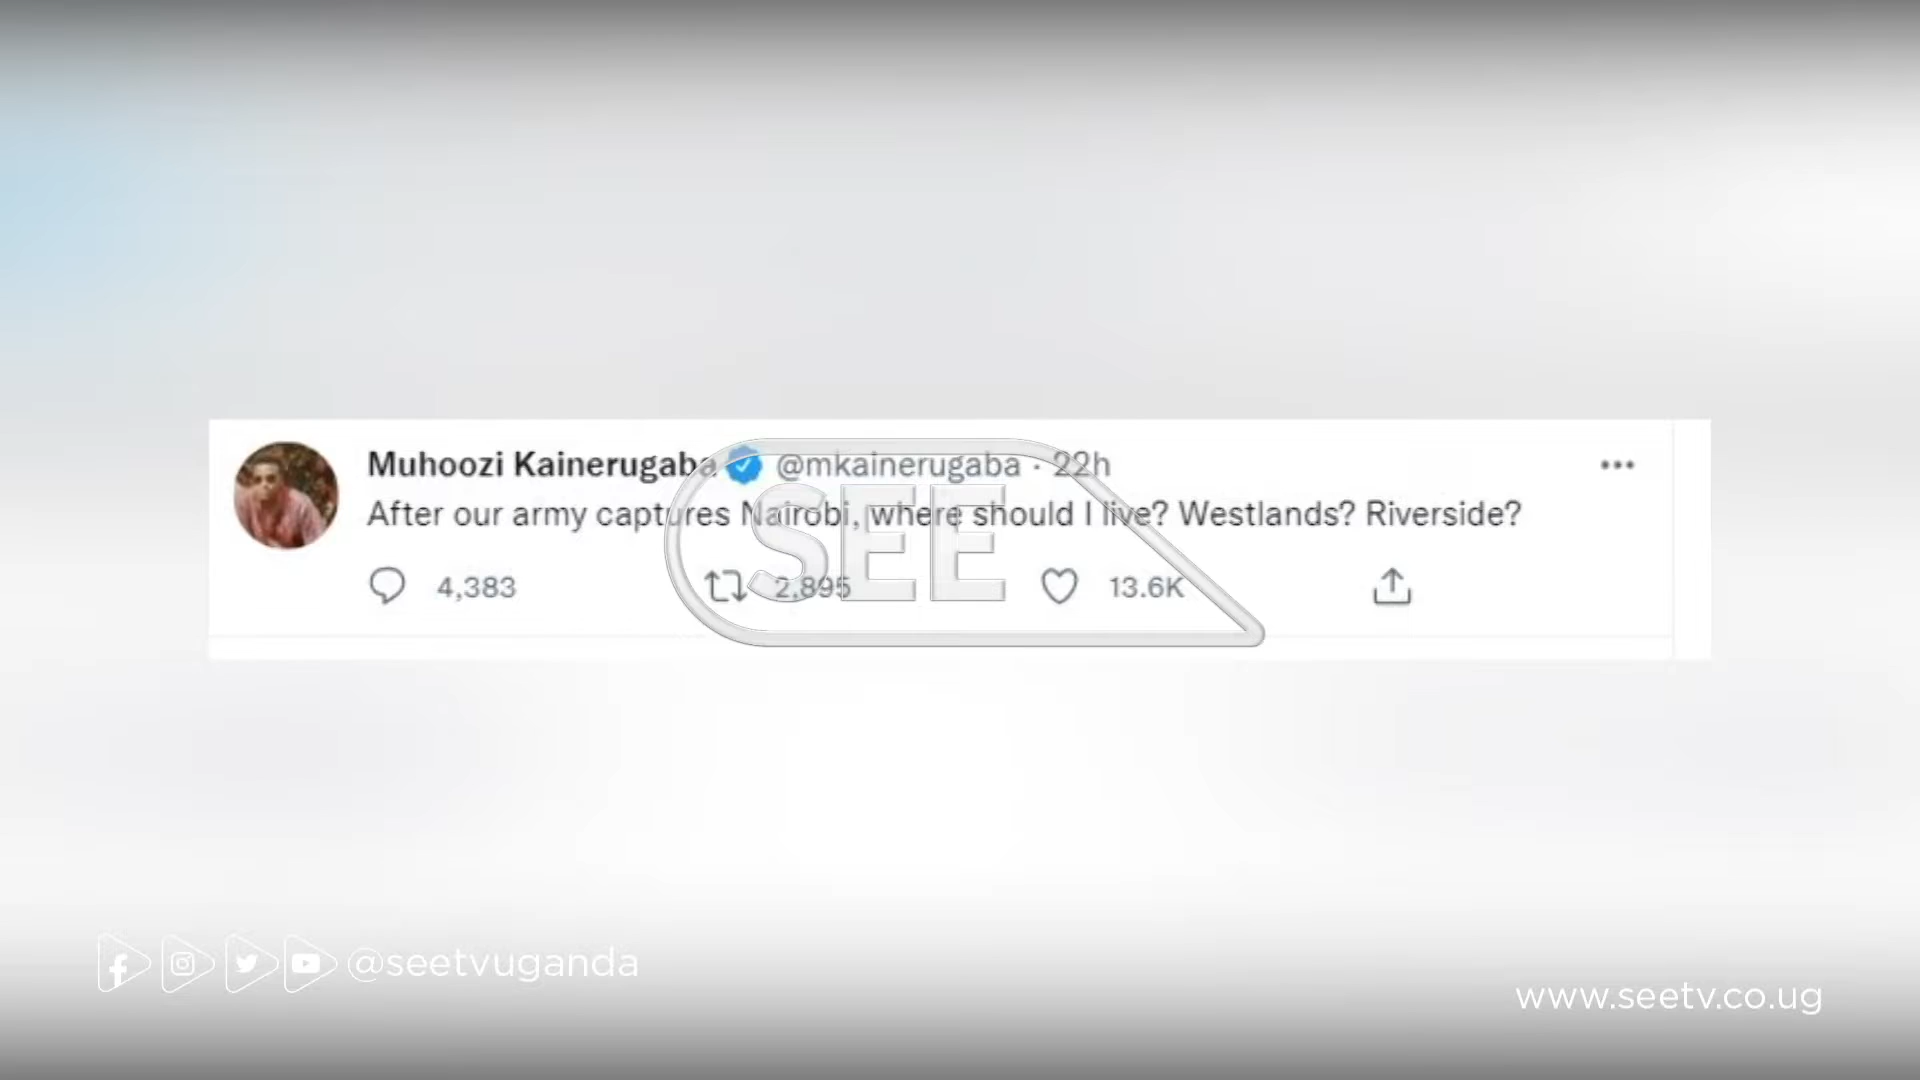 Muhoozi Kainerugaba @mkainerugaba · 22h
After our army captures Nairobi, where should I live? Westlands? Riverside?
4,383 2,895 13.6K
SEE
@seetvuganda
www.seetv.co.ug